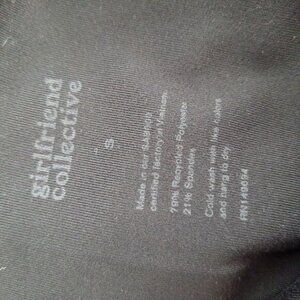 girlfriend
collective
S
Made in our SA8000
certified factory in Vietnam.
79% Recycled Polyester
21% Spandex
Cold wash with like colors
and hang to dry.